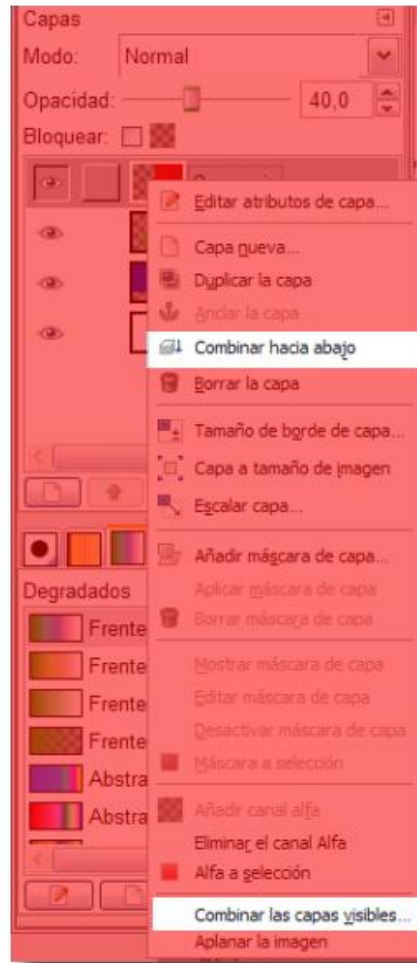 Capas
Modo: Normal
Opacidad: 40,0
Bloquear:
Editar atributos de capa...
Capa nueva...
Duplicar la capa
Anclar la capa
Combinar hacia abajo
Borrar la capa
Tamaño de borde de capa...
Capa a tamaño de imagen
Escalar capa...
Añadir máscara de capa...
Aplicar máscara de capa
Borrar máscara de capa
Degradados
Frente
Mostrar máscara de capa
Frente
Editar máscara de capa
Frente
Desactivar máscara de capa
Frente
Máscara a selección
Abstra
Añadir canal alfa
Abstra
Eliminar el canal Alfa
Alfa a selección
Combinar las capas visibles...
Aplanar la imagen